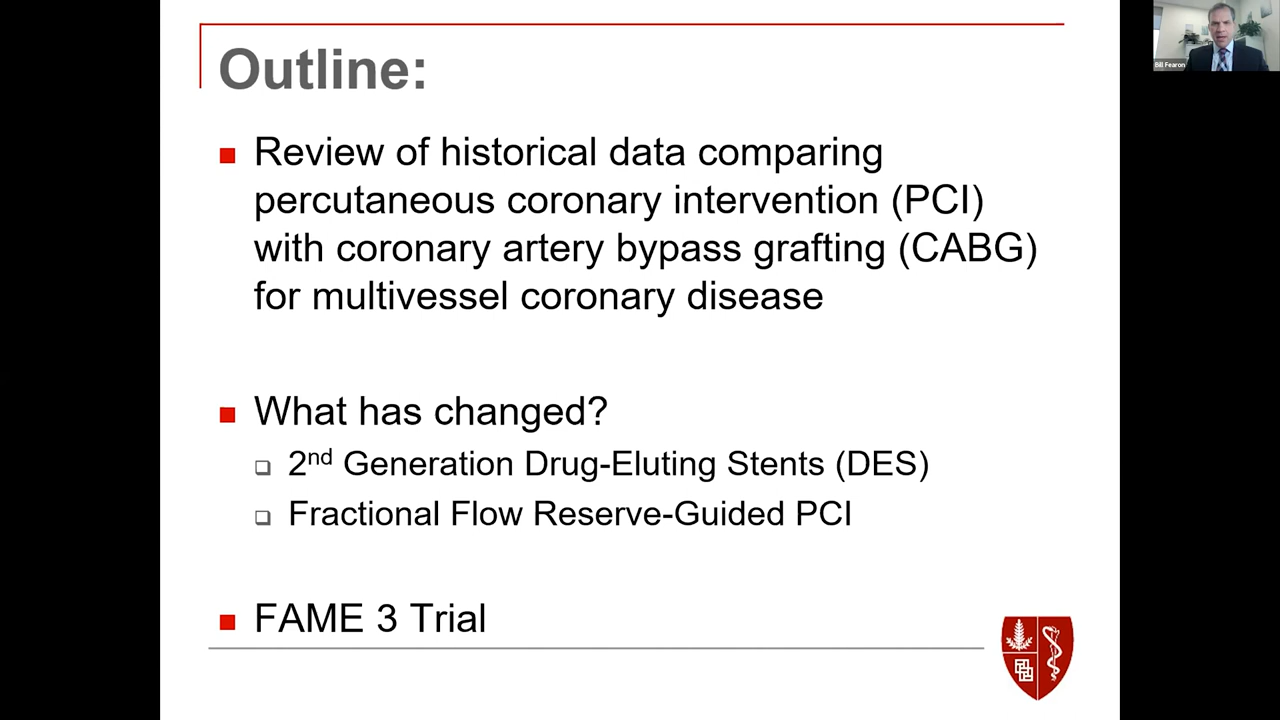 Outline:
Review of historical data comparing
percutaneous coronary intervention (PCI)
with coronary artery bypass grafting (CABG)
for multivessel coronary disease
What has changed?
2nd Generation Drug-Eluting Stents (DES)
Fractional Flow Reserve-Guided PCI
FAME 3 Trial
Bill Fearon